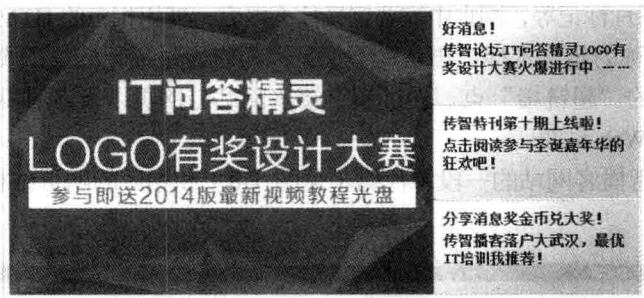 IT问答精灵
LOGO有奖设计大赛
参与即送2014版最新视频教程光盘
好消息!
传智论坛IT问答精灵LOGO有
奖设计大赛火爆进行中 ……
传智特刊第十期上线啦!
点击阅读参与圣诞嘉年华的
狂欢吧!
分享消息奖金币兑大奖!
传智播客落户大武汉,最优
IT培训我推荐!